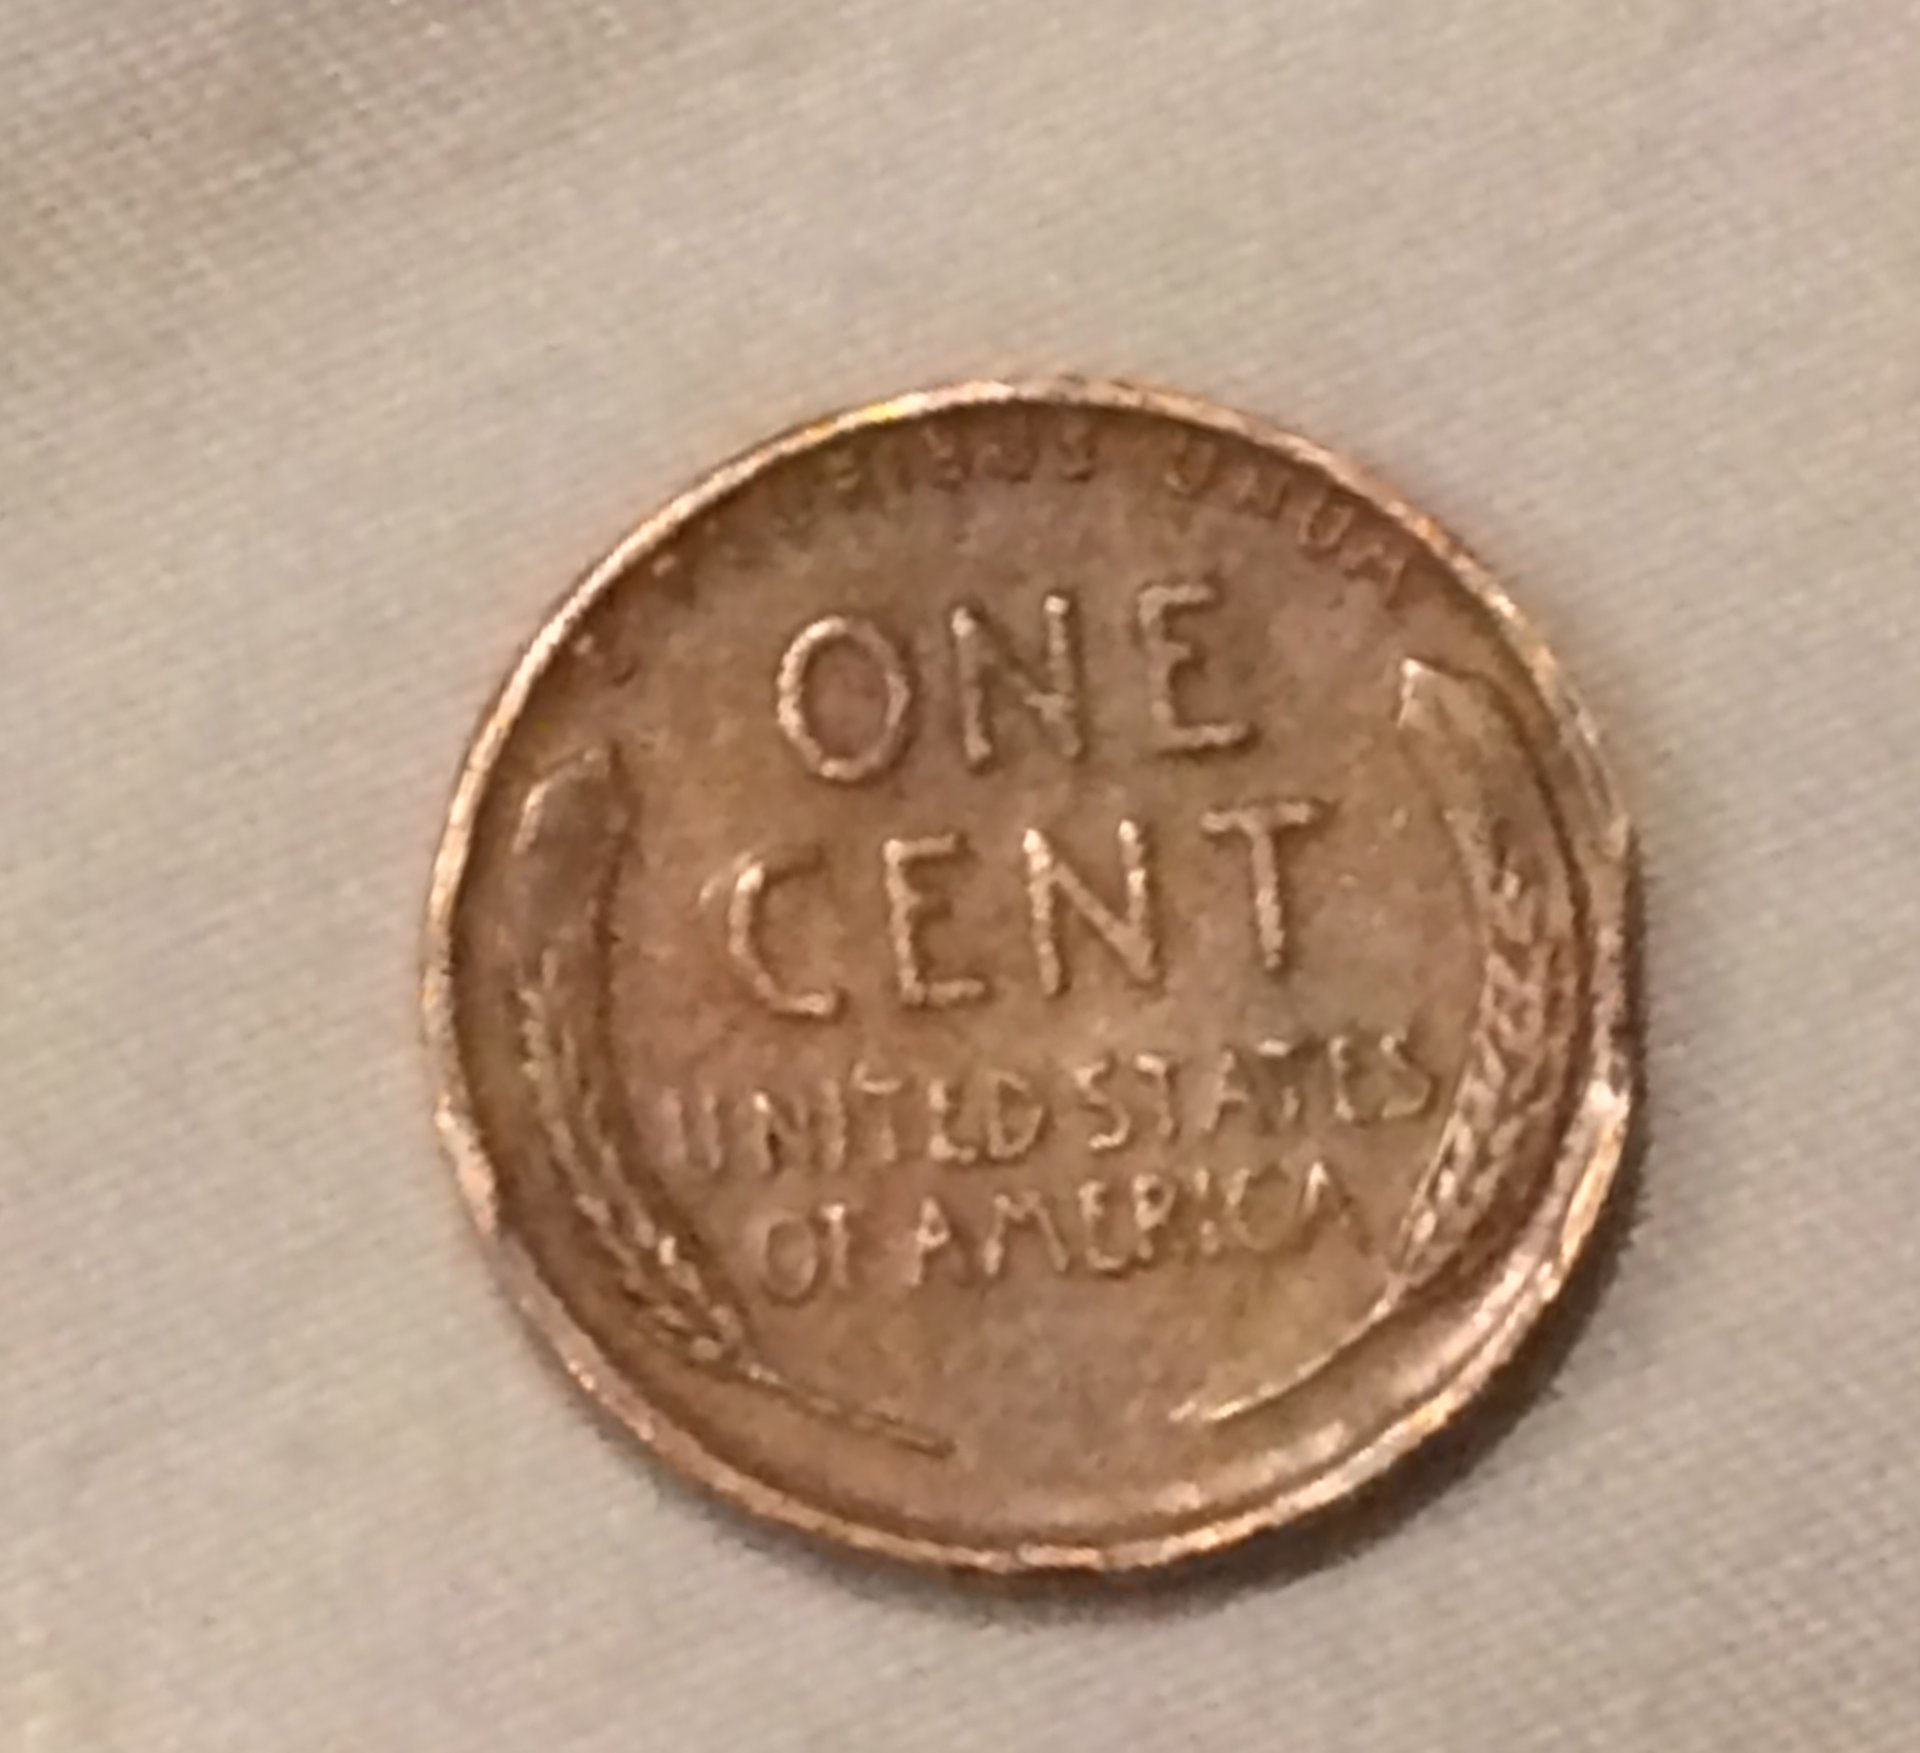 ONE
CENT
UNITED STATES
OF AMERICA